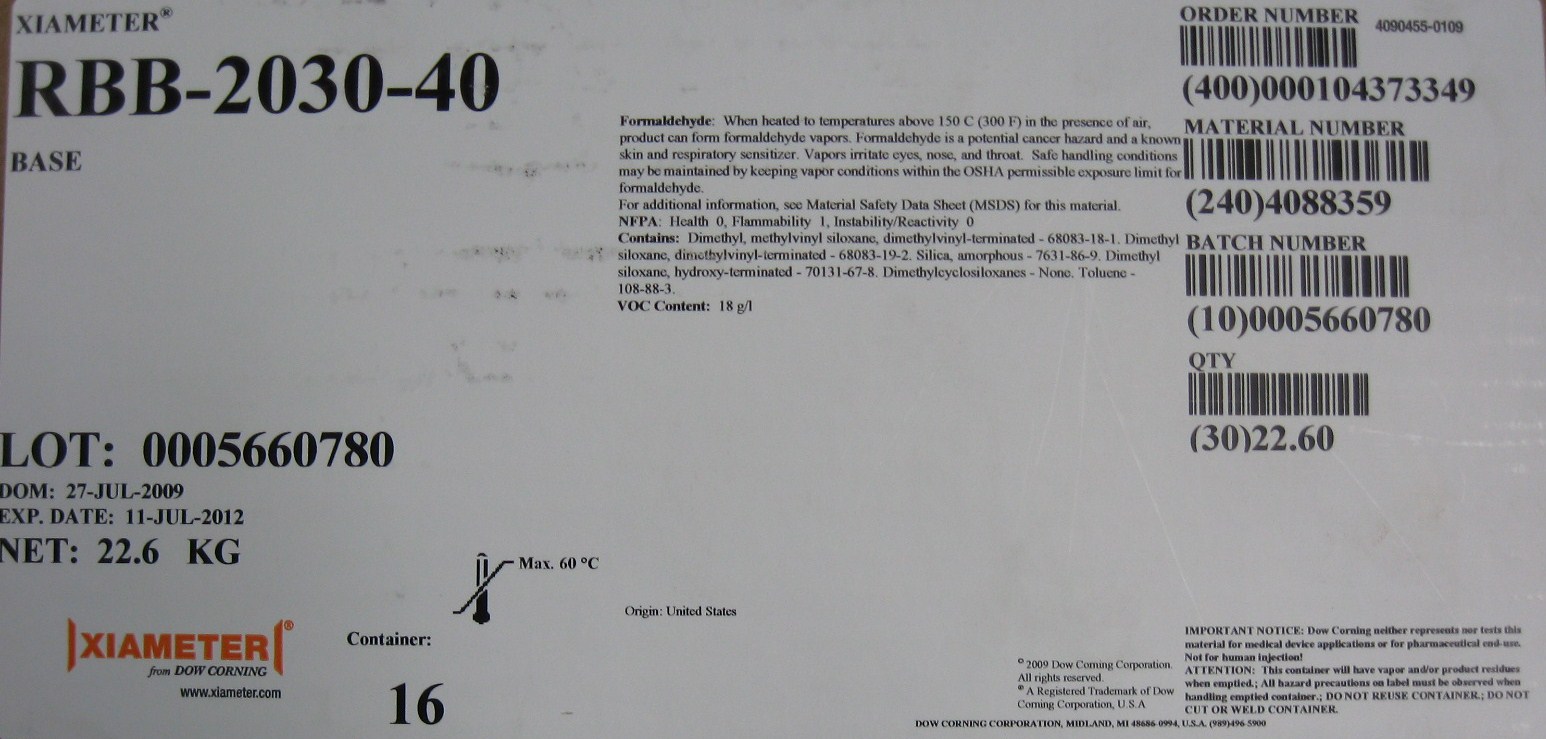 XIAMETER®
RBB-2030-40
BASE
Formaldehyde: When heated to temperatures above 150 C (300 F) in the presence of air,
product can form formaldehyde vapors. Formaldehyde is a potential cancer hazard and a known
skin and respiratory sensitizer. Vapors irritate eyes, nose, and throat. Safe handling conditions
may be maintained by keeping vapor conditions within the OSHA permissible exposure limit for
formaldehyde.
For additional information, see Material Safety Data Sheet (MSDS) for this material.
NFPA: Health 0, Flammability 1, Instability/Reactivity 0
Contains: Dimethyl, methylvinyl siloxane, dimethylvinyl-terminated - 68083-18-1. Dimethyl
siloxane, dimethylvinyl-terminated - 68083-19-2. Silica, amorphous - 7631-86-9. Dimethyl
siloxane, hydroxy-terminated - 70131-67-8. Dimethylcyclosiloxanes - None. Toluene -
108-88-3.
VOC Content: 18 g/l
ORDER NUMBER 4090455-0109
(400)000104373349
MATERIAL NUMBER
(240)4088359
BATCH NUMBER
(10)0005660780
QTY
(30)22.60
LOT: 0005660780
DOM: 27-JUL-2009
EXP. DATE: 11-JUL-2012
NET: 22.6 KG
Max. 60 °C
Origin: United States
XIAMETER®
from DOW CORNING
www.xiameter.com
Container:
16
© 2009 Dow Corning Corporation.
All rights reserved.
® A Registered Trademark of Dow
Corning Corporation, U.S.A
IMPORTANT NOTICE: Dow Corning neither represents nor tests this
material for medical device applications or for pharmaceutical end-use.
Not for human injection!
ATTENTION: This container will have vapor and/or product residues
when emptied.; All hazard precautions on label must be observed when
handling emptied container.; DO NOT REUSE CONTAINER.; DO NOT
CUT OR WELD CONTAINER.
DOW CORNING CORPORATION, MIDLAND, MI 48686-0994, U.S.A. (989)496-5900